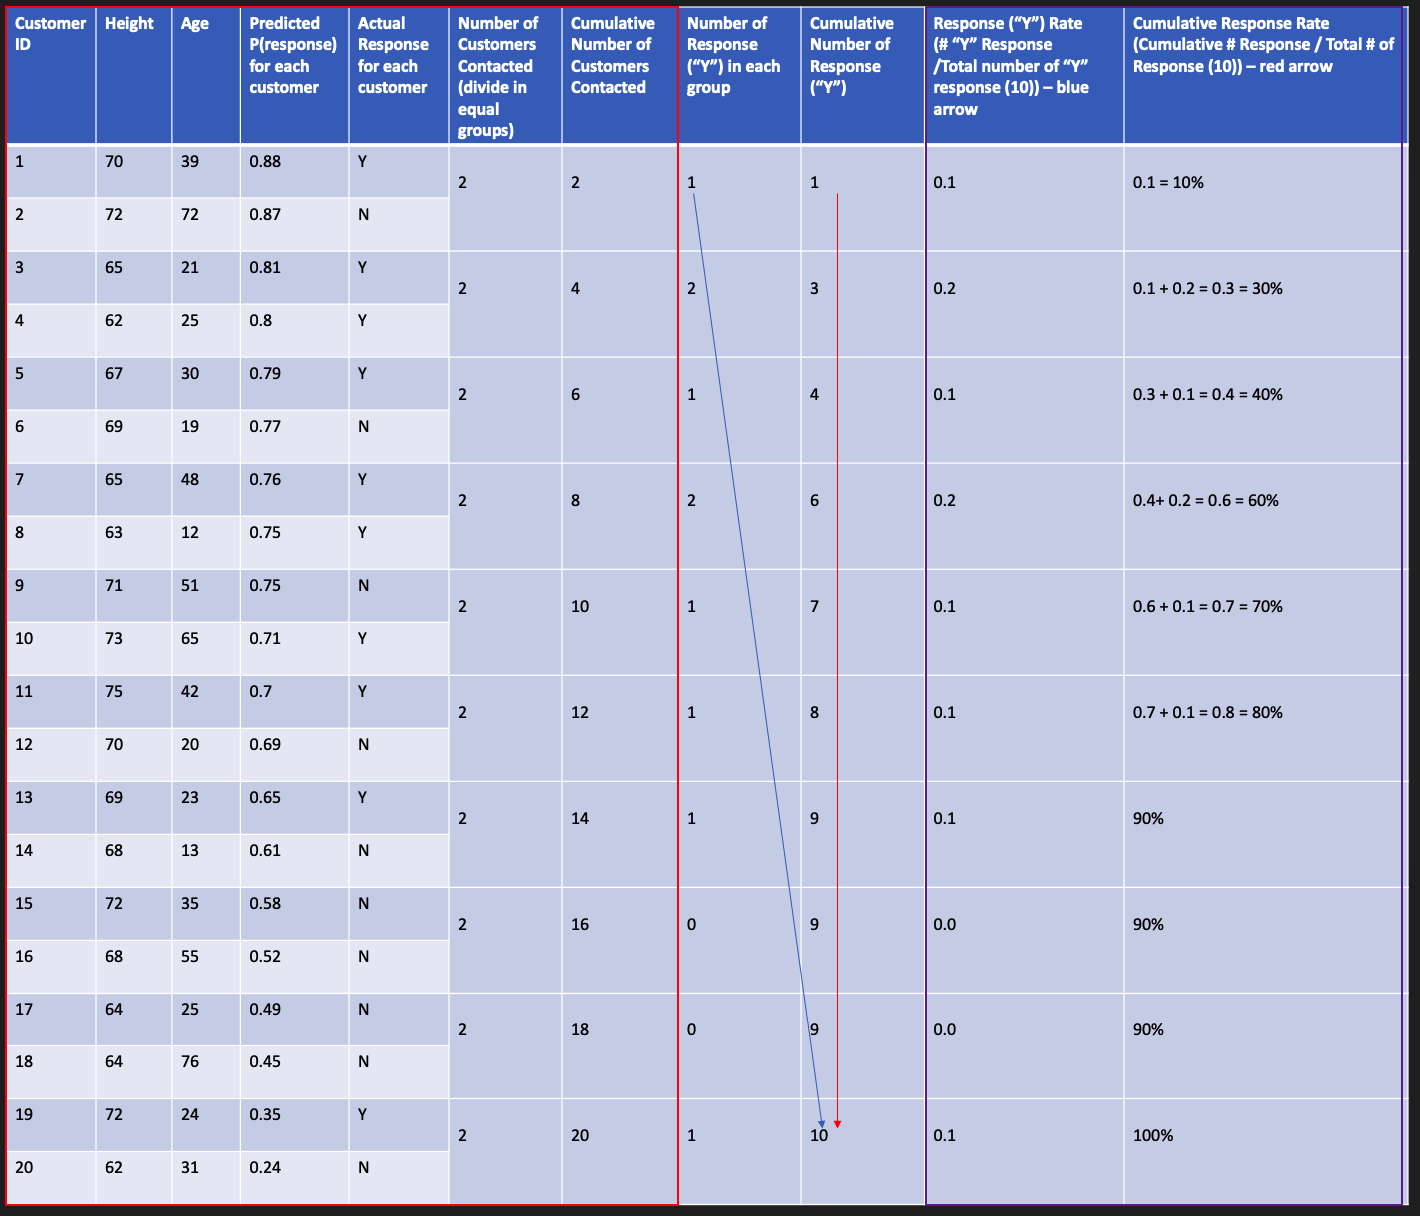 Customer ID | Height | Age | Predicted P(response) for each customer | Actual Response for each customer | Number of Customers Contacted (divide in equal groups) | Cumulative Number of Customers Contacted | Number of Response (“Y”) in each group | Cumulative Number of Response (“Y”) | Response (“Y”) Rate (# “Y” Response /Total number of “Y” response (10)) – blue arrow | Cumulative Response Rate (Cumulative # Response / Total # of Response (10)) – red arrow
1 | 70 | 39 | 0.88 | Y | 2 | 2 | 1 | 1 | 0.1 | 0.1 = 10%
2 | 72 | 72 | 0.87 | N
3 | 65 | 21 | 0.81 | Y | 2 | 4 | 2 | 3 | 0.2 | 0.1 + 0.2 = 0.3 = 30%
4 | 62 | 25 | 0.8 | Y
5 | 67 | 30 | 0.79 | Y | 2 | 6 | 1 | 4 | 0.1 | 0.3 + 0.1 = 0.4 = 40%
6 | 69 | 19 | 0.77 | N
7 | 65 | 48 | 0.76 | Y | 2 | 8 | 2 | 6 | 0.2 | 0.4+ 0.2 = 0.6 = 60%
8 | 63 | 12 | 0.75 | Y
9 | 71 | 51 | 0.75 | N | 2 | 10 | 1 | 7 | 0.1 | 0.6 + 0.1 = 0.7 = 70%
10 | 73 | 65 | 0.71 | Y
11 | 75 | 42 | 0.7 | Y | 2 | 12 | 1 | 8 | 0.1 | 0.7 + 0.1 = 0.8 = 80%
12 | 70 | 20 | 0.69 | N
13 | 69 | 23 | 0.65 | Y | 2 | 14 | 1 | 9 | 0.1 | 90%
14 | 68 | 13 | 0.61 | N
15 | 72 | 35 | 0.58 | N | 2 | 16 | 0 | 9 | 0.0 | 90%
16 | 68 | 55 | 0.52 | N
17 | 64 | 25 | 0.49 | N | 2 | 18 | 0 | 9 | 0.0 | 90%
18 | 64 | 76 | 0.45 | N
19 | 72 | 24 | 0.35 | Y | 2 | 20 | 1 | 10 | 0.1 | 100%
20 | 62 | 31 | 0.24 | N